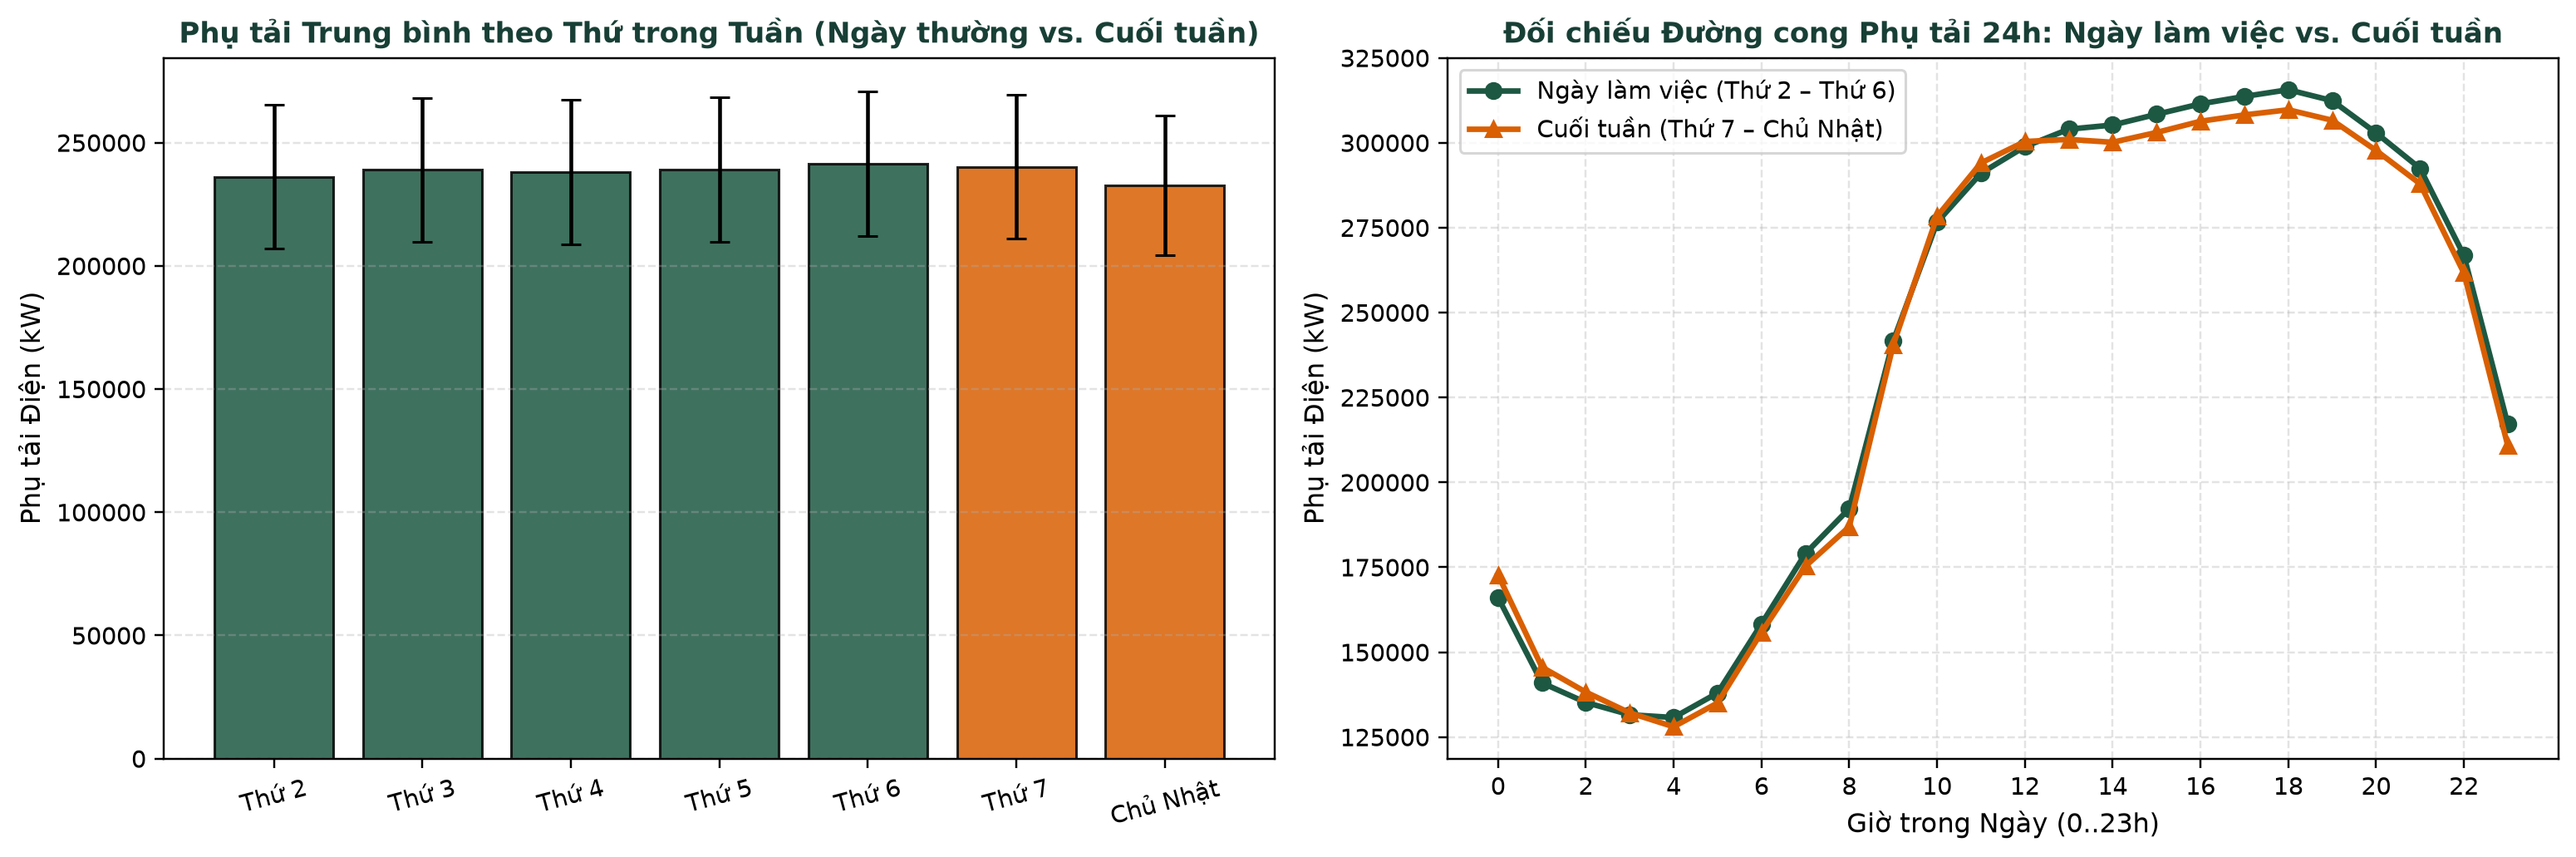 Phụ tải Trung bình theo Thứ trong Tuần (Ngày thường vs. Cuối tuần)
Phụ tải Điện (kW)
250000
200000
150000
100000
50000
0
Thứ 2
Thứ 3
Thứ 4
Thứ 5
Thứ 6
Thứ 7
Chủ Nhật
Đối chiếu Đường cong Phụ tải 24h: Ngày làm việc vs. Cuối tuần
Ngày làm việc (Thứ 2 – Thứ 6)
Cuối tuần (Thứ 7 – Chủ Nhật)
Phụ tải Điện (kW)
325000
300000
275000
250000
225000
200000
175000
150000
125000
0 2 4 6 8 10 12 14 16 18 20 22
Giờ trong Ngày (0..23h)